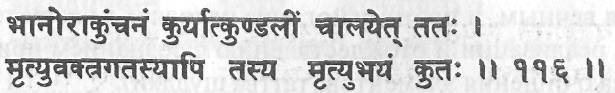 भानोराकुंचनं कुर्यात्कुण्डलीं चालयेत् ततः ।
मृत्युवक्त्रगतस्यापि तस्य मृत्युभयं कुतः ॥ ११६ ॥